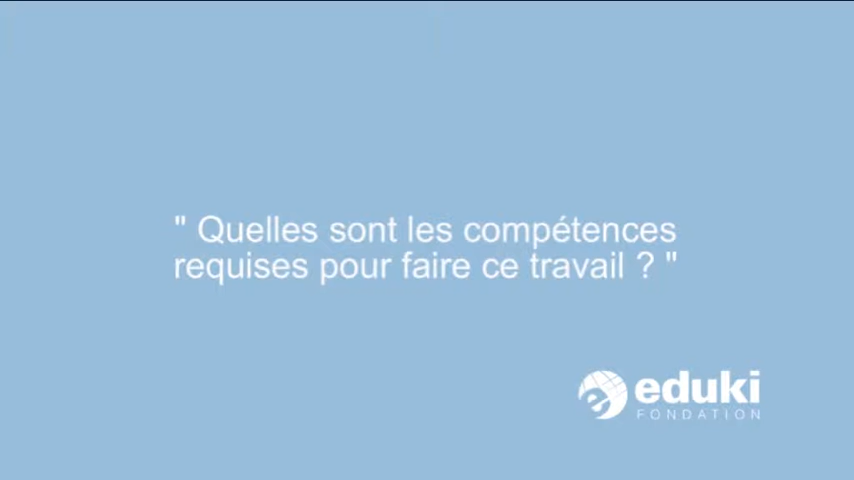 " Quelles sont les compétences
requises pour faire ce travail ? "
eduki
FONDATION